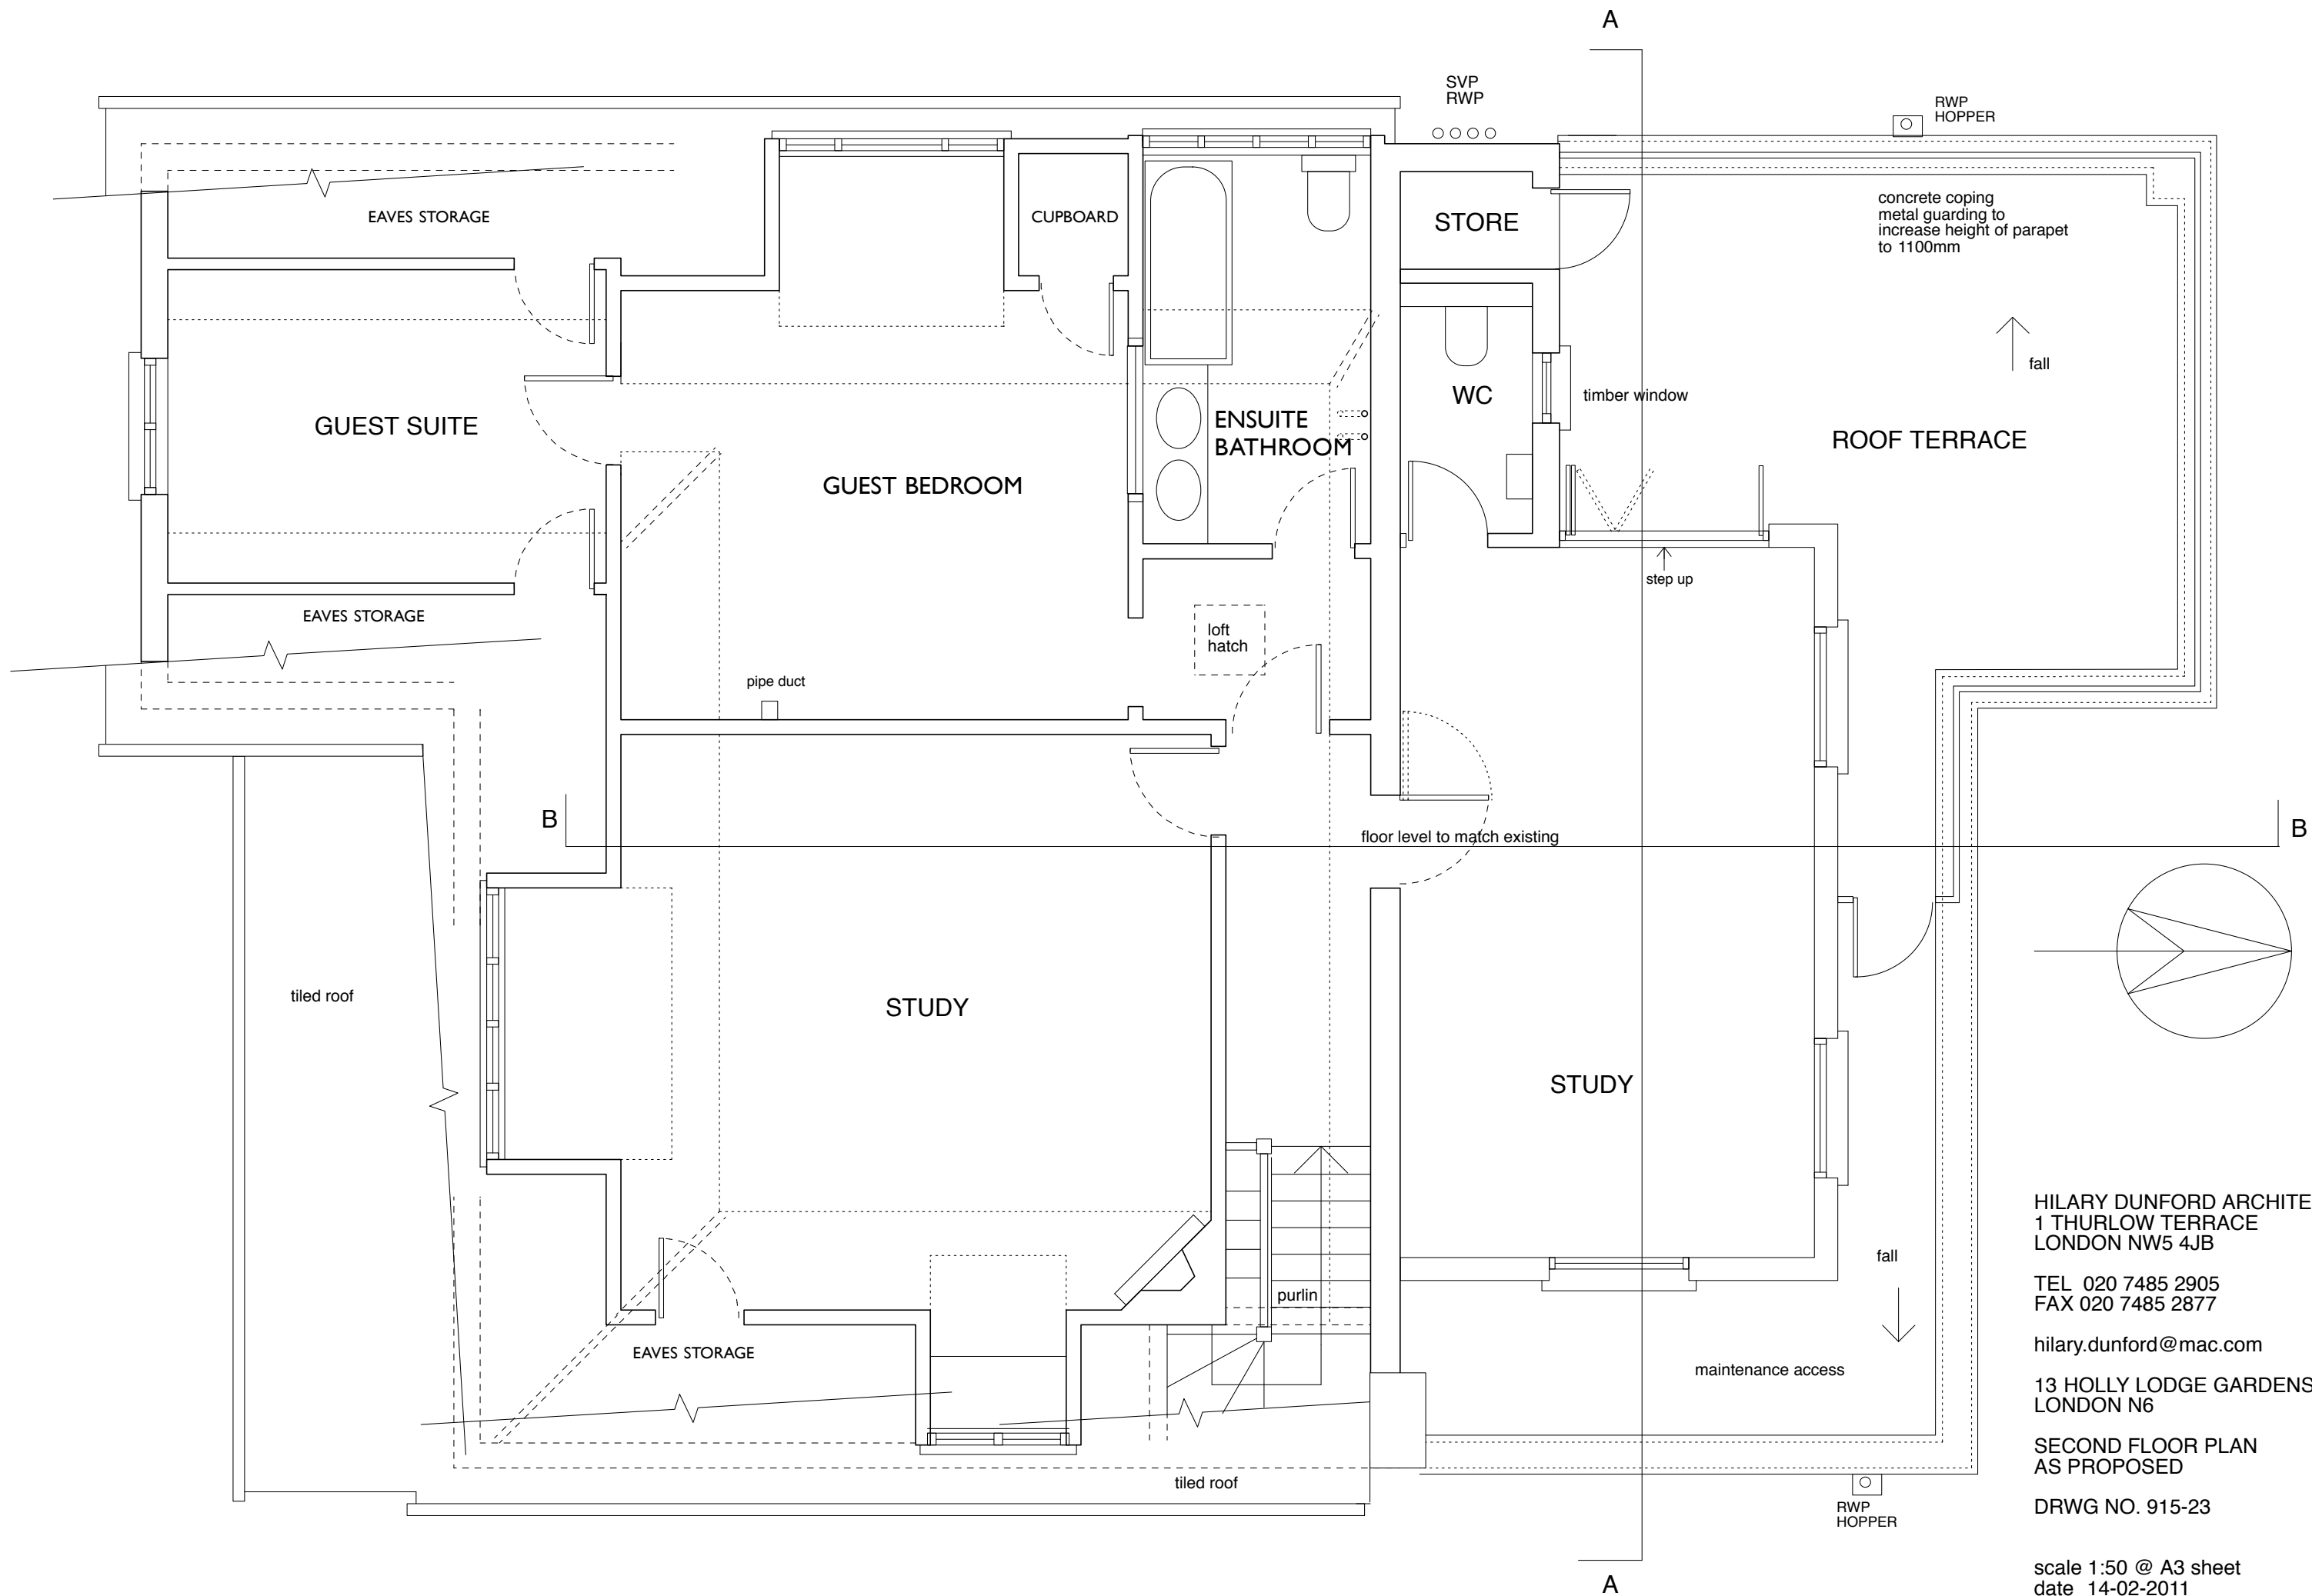 A
SVP
RWP
RWP
HOPPER
concrete coping
metal guarding to
increase height of parapet
to 1100mm
EAVES STORAGE
CUPBOARD
STORE
fall
timber window
WC
GUEST SUITE
ENSUITE
BATHROOM
ROOF TERRACE
GUEST BEDROOM
step up
EAVES STORAGE
loft
hatch
pipe duct
B
floor level to match existing
B
tiled roof
STUDY
STUDY
purlin
fall
EAVES STORAGE
maintenance access
tiled roof
RWP
HOPPER
A
HILARY DUNFORD ARCHITE
1 THURLOW TERRACE
LONDON NW5 4JB
TEL 020 7485 2905
FAX 020 7485 2877
hilary.dunford@mac.com
13 HOLLY LODGE GARDENS
LONDON N6
SECOND FLOOR PLAN
AS PROPOSED
DRWG NO. 915-23
scale 1:50 @ A3 sheet
date 14-02-2011